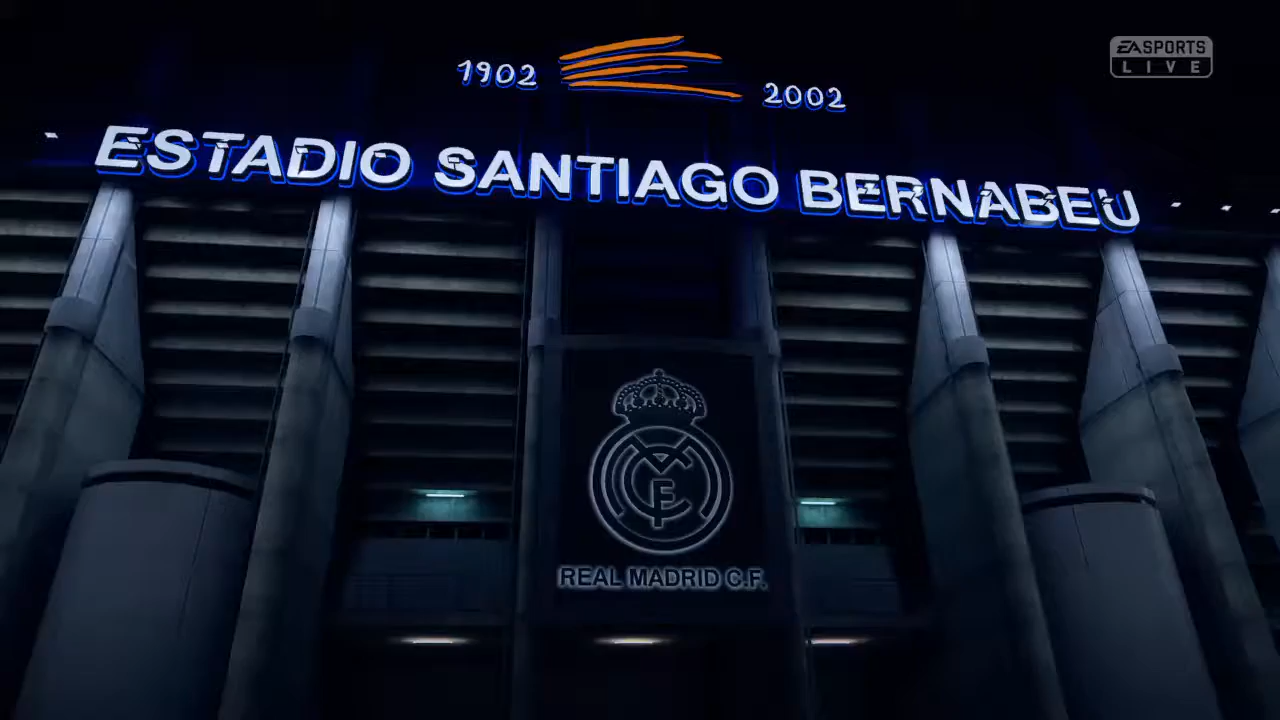 1902 2002
EA SPORTS
LIVE
ESTADIO SANTIAGO BERNABEU
REAL MADRID C.F.